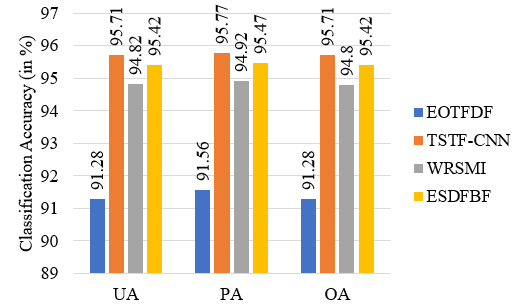 Classification Accuracy (in %)
97
96
95
94
93
92
91
90
89
91.28
95.71
94.82
95.42
91.56
95.77
94.92
95.47
91.28
95.71
94.8
95.42
UA
PA
OA
EOTFDF
TSTF-CNN
WRSMI
ESDFBF